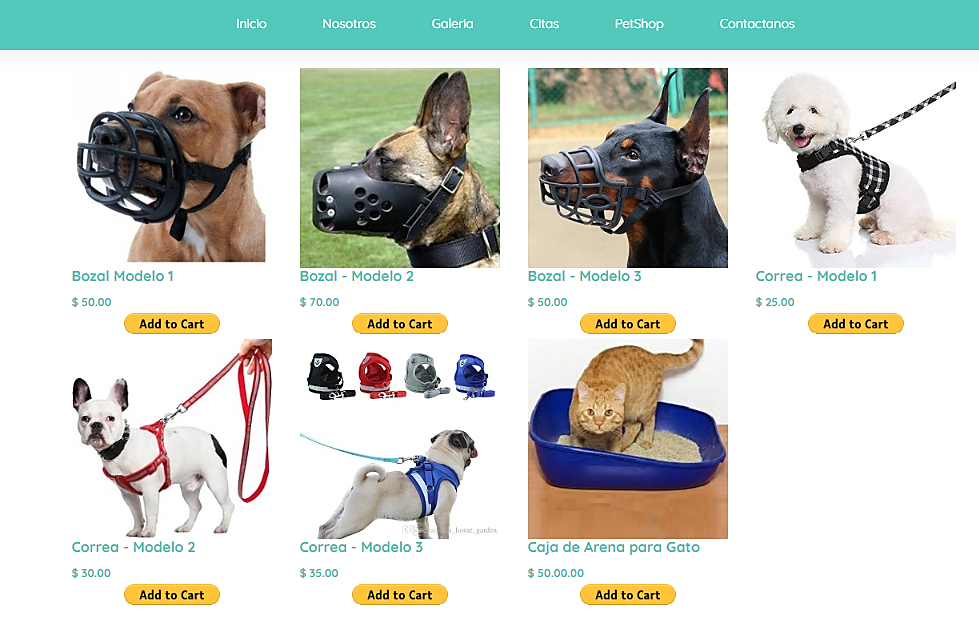 Inicio Nosotros Galeria Citas PetShop Contactanos
Bozal Modelo 1
$ 50.00
Add to Cart
Bozal - Modelo 2
$ 70.00
Add to Cart
Bozal - Modelo 3
$ 50.00
Add to Cart
Correa - Modelo 1
$ 25.00
Add to Cart
Correa - Modelo 2
$ 30.00
Add to Cart
home_garden
Correa - Modelo 3
$ 35.00
Add to Cart
Caja de Arena para Gato
$ 50.00.00
Add to Cart